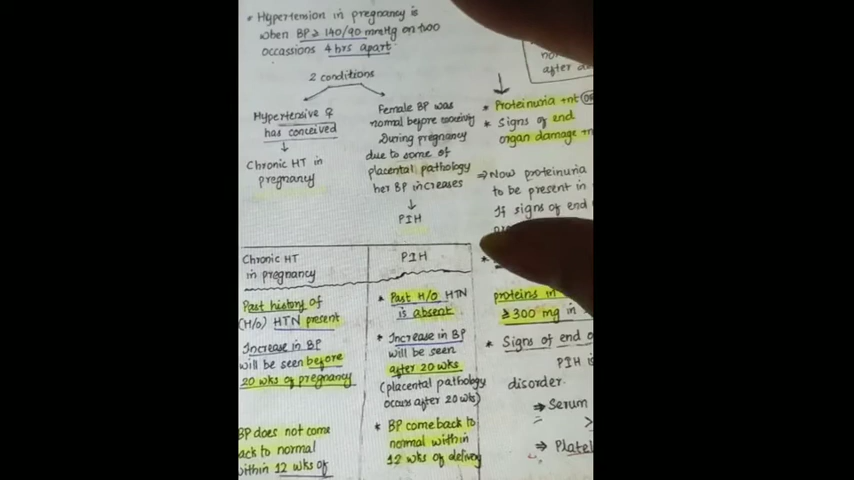 * Hypertension in pregnancy is
when BP ≥ 140/90 mmHg on two
occassions 4 hrs apart
2 conditions
Hypertensive ♀
has conceived
↓
Chronic HT in
pregnancy
Female BP was
normal before conceiving
During pregnancy
due to some of
placental pathology
her BP increases
↓
PIH
Chronic HT
in pregnancy
PIH
Past history of
(H/o) HTN present
Increase in BP
will be seen before
20 wks of pregnancy
BP does not come
back to normal
within 12 wks of
* Past H/o HTN
is absent
* Increase in BP
will be seen
after 20 wks
(placental pathology
occurs after 20 wks)
* BP come back to
normal within
12 wks of delivery
after
* Proteinuria +nt (OR
* Signs of end
organ damage +n
⇒ Now proteinuria
to be present in
If signs of end
proteins in
≥ 300 mg in
* Signs of end o
PIH is
disorder.
⇒ Serum
>
⇒ Platel